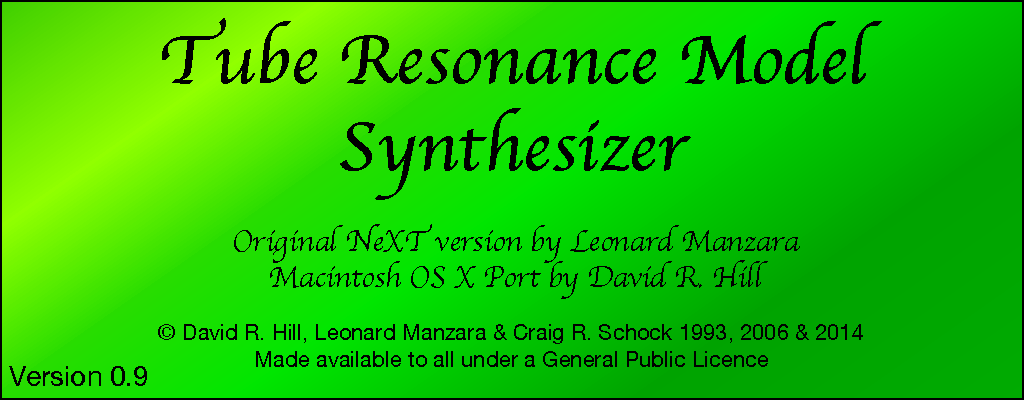 Tube Resonance Model
Synthesizer
Original NeXT version by Leonard Manzara
Macintosh OS X Port by David R. Hill
© David R. Hill, Leonard Manzara & Craig R. Schock 1993, 2006 & 2014
Made available to all under a General Public Licence
Version 0.9